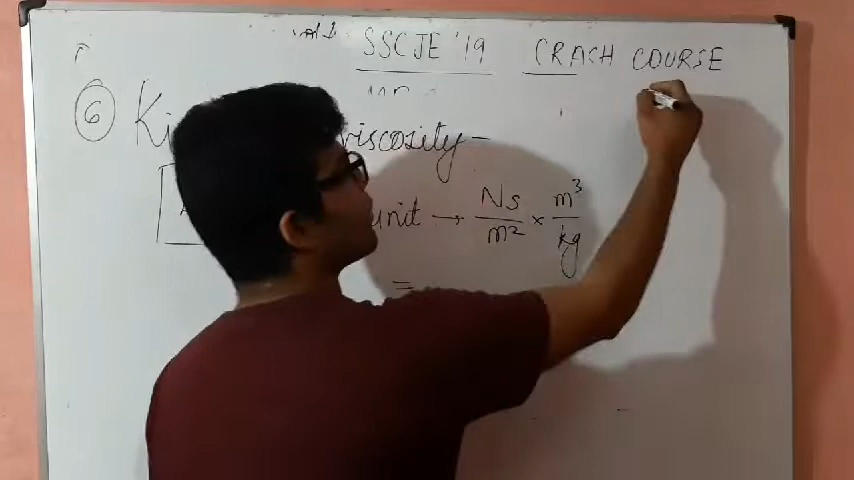 SSCJE '19 CRASH COURSE
6 Ki viscosity -
unit → Ns/m² × m³/kg
=